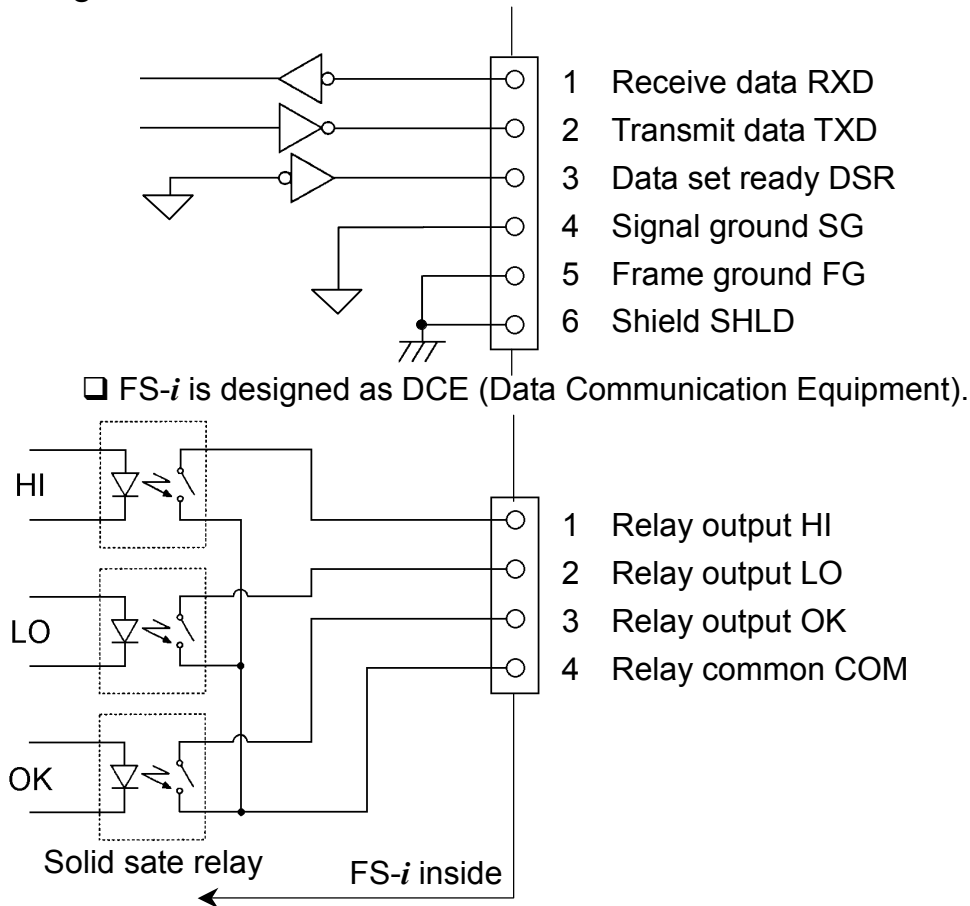 1 Receive data RXD
2 Transmit data TXD
3 Data set ready DSR
4 Signal ground SG
5 Frame ground FG
6 Shield SHLD
❑ FS-i is designed as DCE (Data Communication Equipment).
HI
1 Relay output HI
2 Relay output LO
LO
3 Relay output OK
4 Relay common COM
OK
Solid sate relay
FS-i inside